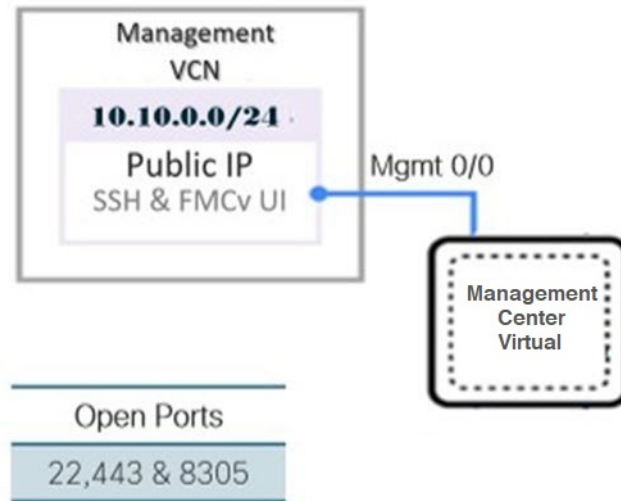 Management
VCN
10.10.0.0/24
Public IP
SSH & FMCv UI
Mgmt 0/0
Management
Center
Virtual
Open Ports
22,443 & 8305